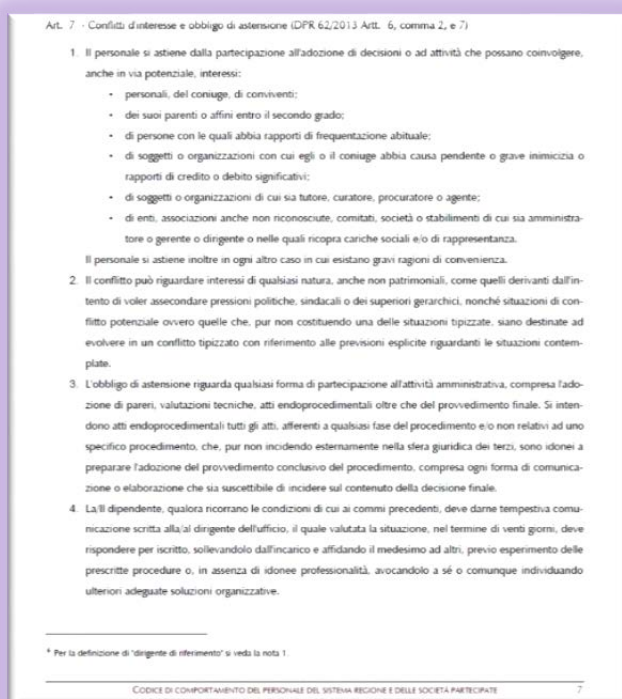 Art. 7 - Conflitti d'interesse e obbligo di astensione (DPR 62/2013 Artt. 6, comma 2, e 7)
1. Il personale si astiene dalla partecipazione all'adozione di decisioni o ad attività che possano coinvolgere,
anche in via potenziale, interessi:
• personali, del coniuge, di conviventi;
• dei suoi parenti o affini entro il secondo grado;
• di persone con le quali abbia rapporti di frequentazione abituale;
• di soggetti o organizzazioni con cui egli o il coniuge abbia causa pendente o grave inimicizia o
rapporti di credito o debito significativi;
• di soggetti o organizzazioni di cui sia tutore, curatore, procuratore o agente;
• di enti, associazioni anche non riconosciute, comitati, società o stabilimenti di cui sia amministra-
tore o gerente o dirigente o nelle quali ricopra cariche sociali e/o di rappresentanza.
Il personale si astiene inoltre in ogni altro caso in cui esistano gravi ragioni di convenienza.
2. Il conflitto può riguardare interessi di qualsiasi natura, anche non patrimoniali, come quelli derivanti dall'in-
tento di voler assecondare pressioni politiche, sindacali o dei superiori gerarchici, nonché situazioni di con-
flitto potenziale ovvero quelle che, pur non costituendo una delle situazioni tipizzate, siano destinate ad
evolvere in un conflitto tipizzato con riferimento alle previsioni esplicite riguardanti le situazioni contem-
plate.
3. L'obbligo di astensione riguarda qualsiasi forma di partecipazione all'attività amministrativa, compresa l'ado-
zione di pareri, valutazioni tecniche, atti endoprocedimentali oltre che del provvedimento finale. Si inten-
dono atti endoprocedimentali tutti gli atti, afferenti a qualsiasi fase del procedimento e/o non relativi ad uno
specifico procedimento, che, pur non incidendo esternamente nella sfera giuridica dei terzi, sono idonei a
preparare l'adozione del provvedimento conclusivo del procedimento, compresa ogni forma di comunica-
zione o elaborazione che sia suscettibile di incidere sul contenuto della decisione finale.
4. La/Il dipendente, qualora ricorrano le condizioni di cui ai commi precedenti, deve darne tempestiva comu-
nicazione scritta alla/al dirigente dell'ufficio, il quale valutata la situazione, nel termine di venti giorni, deve
rispondere per iscritto, sollevandolo dall'incarico e affidando il medesimo ad altri, previo esperimento delle
prescritte procedure o, in assenza di idonee professionalità, avocandolo a sé o comunque individuando
ulteriori adeguate soluzioni organizzative.
4 Per la definizione di "dirigente di riferimento" si veda la nota 1.
CODICE DI COMPORTAMENTO DEL PERSONALE DEL SISTEMA REGIONE E DELLE SOCIETÀ PARTECIPATE 7